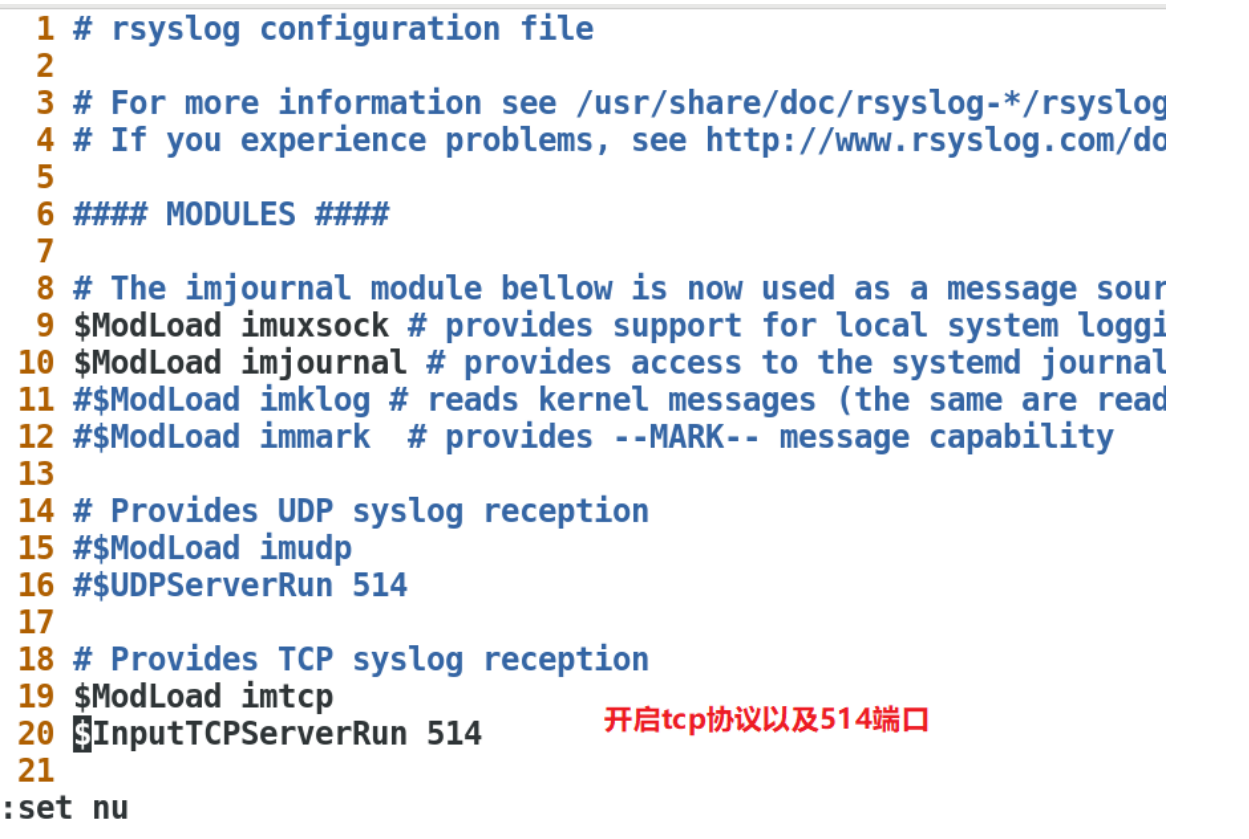 1 # rsyslog configuration file
2
3 # For more information see /usr/share/doc/rsyslog-*/rsyslog
4 # If you experience problems, see http://www.rsyslog.com/do
5
6 #### MODULES ####
7
8 # The imjournal module bellow is now used as a message sour
9 $ModLoad imuxsock # provides support for local system loggi
10 $ModLoad imjournal # provides access to the systemd journal
11 #$ModLoad imklog # reads kernel messages (the same are read
12 #$ModLoad immark  # provides --MARK-- message capability
13
14 # Provides UDP syslog reception
15 #$ModLoad imudp
16 #$UDPServerRun 514
17
18 # Provides TCP syslog reception
19 $ModLoad imtcp
开启tcp协议以及514端口
20 $InputTCPServerRun 514
21
:set nu